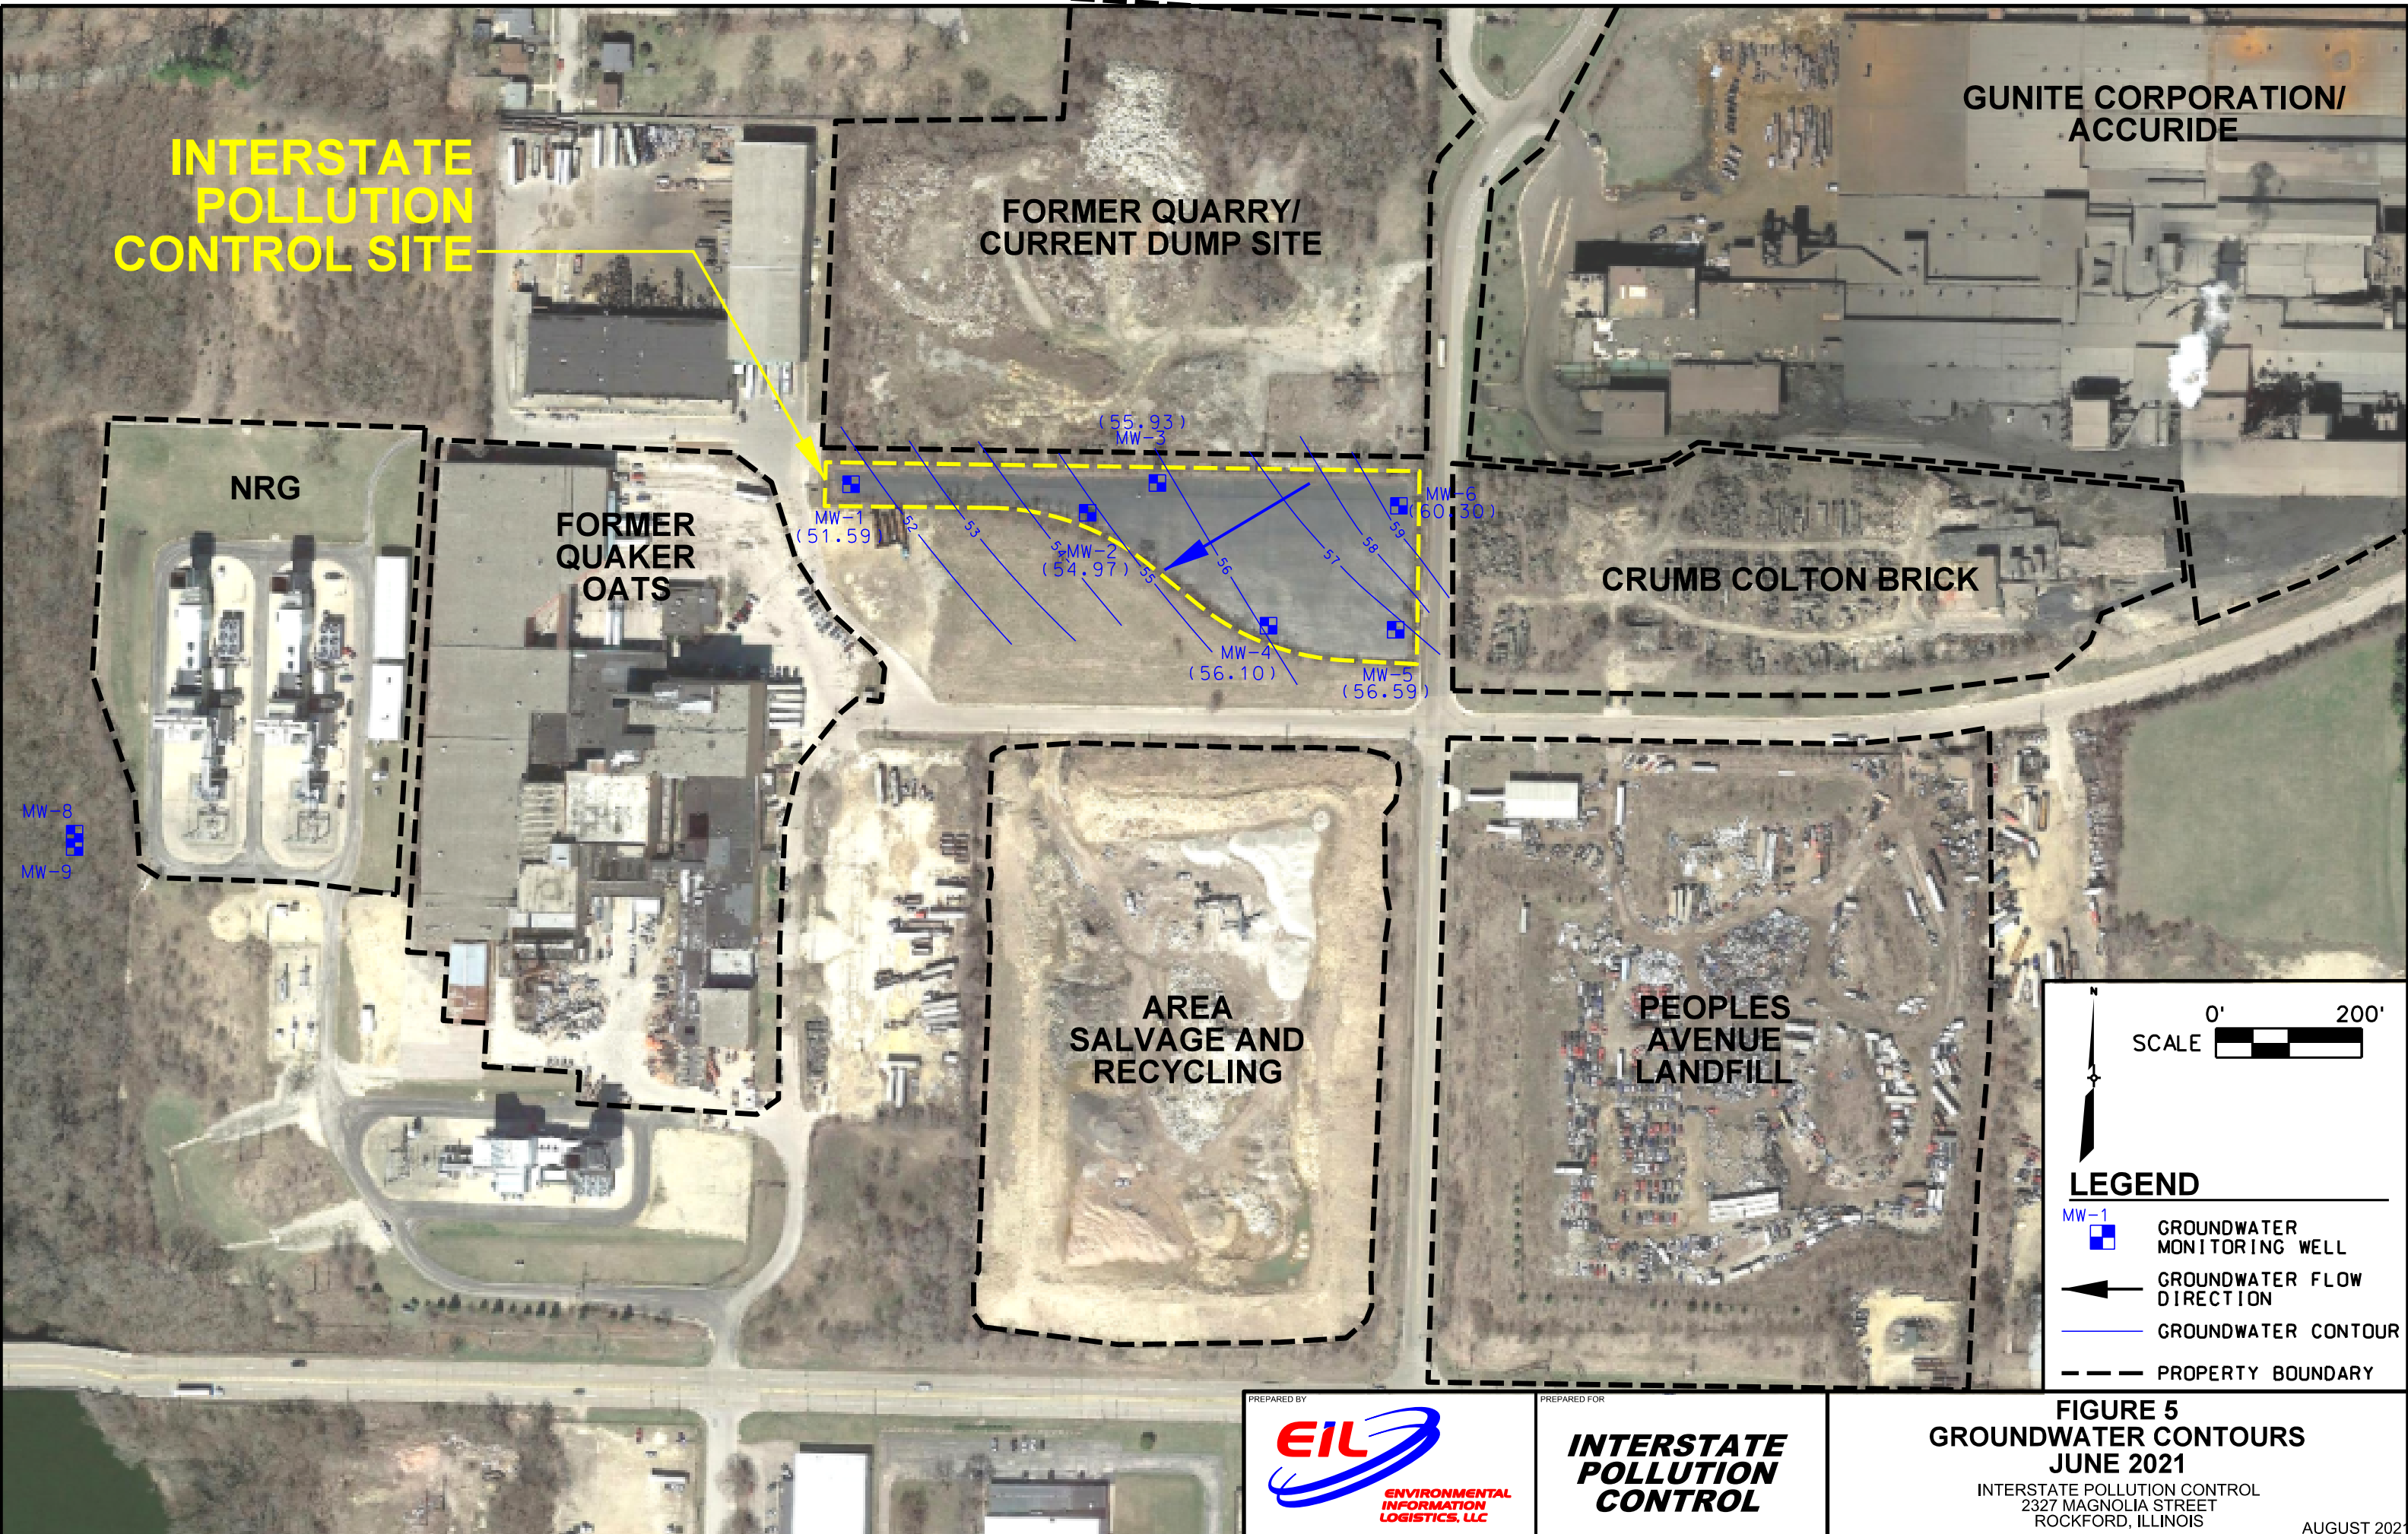 INTERSTATE
POLLUTION
CONTROL SITE
FORMER QUARRY/
CURRENT DUMP SITE
GUNITE CORPORATION/
ACCURIDE
NRG
FORMER
QUAKER
OATS
(55.93)
MW-3
MW-1
(51.59)
52
53
54
MW-2
(54.97)
55
56
57
58
59
MW-6
(60.30)
MW-4
(56.10)
MW-5
(56.59)
CRUMB COLTON BRICK
MW-8
MW-9
AREA
SALVAGE AND
RECYCLING
PEOPLES
AVENUE
LANDFILL
N
SCALE
0' 200'
LEGEND
MW-1
GROUNDWATER
MONITORING WELL
GROUNDWATER FLOW
DIRECTION
GROUNDWATER CONTOUR
PROPERTY BOUNDARY
PREPARED BY
EiL
ENVIRONMENTAL
INFORMATION
LOGISTICS, LLC
PREPARED FOR
INTERSTATE
POLLUTION
CONTROL
FIGURE 5
GROUNDWATER CONTOURS
JUNE 2021
INTERSTATE POLLUTION CONTROL
2327 MAGNOLIA STREET
ROCKFORD, ILLINOIS
AUGUST